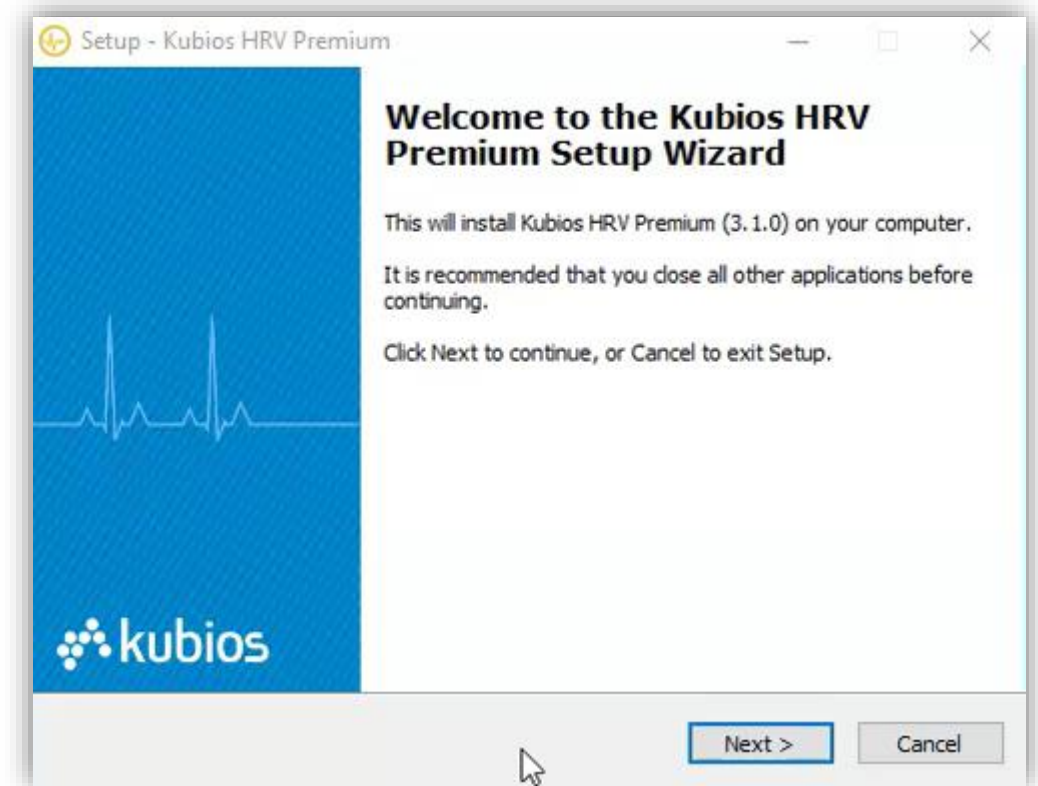 Setup - Kubios HRV Premium
Welcome to the Kubios HRV
Premium Setup Wizard
This will install Kubios HRV Premium (3.1.0) on your computer.
It is recommended that you close all other applications before
continuing.
Click Next to continue, or Cancel to exit Setup.
kubios
Next >
Cancel